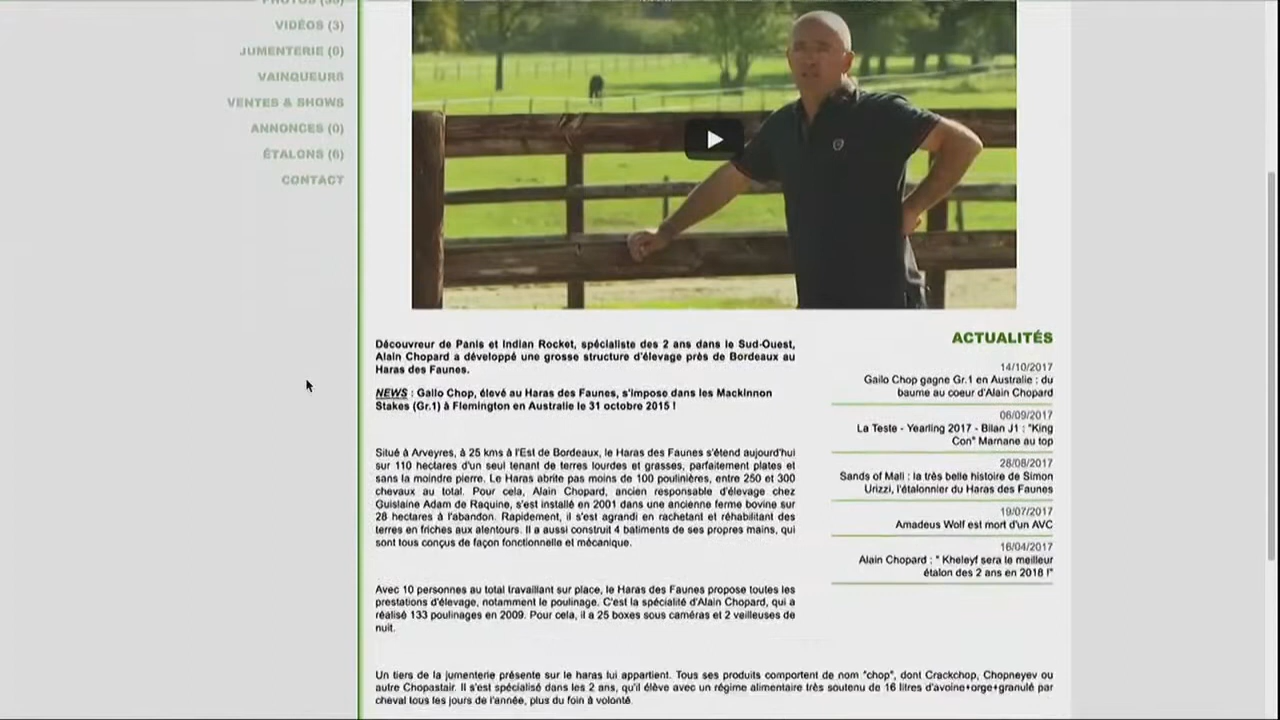 PHOTOS (30)
VIDÉOS (3)
JUMENTERIE (0)
VAINQUEURS
VENTES & SHOWS
ANNONCES (0)
ÉTALONS (6)
CONTACT
Découvreur de Panis et Indian Rocket, spécialiste des 2 ans dans le Sud-Ouest,
Alain Chopard a développé une grosse structure d'élevage près de Bordeaux au
Haras des Faunes.
NEWS : Gailo Chop, élevé au Haras des Faunes, s'impose dans les Mackinnon
Stakes (Gr.1) à Flemington en Australie le 31 octobre 2015 !
Situé à Arveyres, à 25 kms à l'Est de Bordeaux, le Haras des Faunes s'étend aujourd'hui
sur 110 hectares d'un seul tenant de terres lourdes et grasses, parfaitement plates et
sans la moindre pierre. Le Haras abrite pas moins de 100 poulinières, entre 250 et 300
chevaux au total. Pour cela, Alain Chopard, ancien responsable d'élevage chez
Guislaine Adam de Raquine, s'est installé en 2001 dans une ancienne ferme bovine sur
28 hectares à l'abandon. Rapidement, il s'est agrandi en rachetant et réhabilitant des
terres en friches aux alentours. Il a aussi construit 4 batiments de ses propres mains, qui
sont tous conçus de façon fonctionnelle et mécanique.
Avec 10 personnes au total travaillant sur place, le Haras des Faunes propose toutes les
prestations d'élevage, notamment le poulinage. C'est la spécialité d'Alain Chopard, qui a
réalisé 133 poulinages en 2009. Pour cela, il a 25 boxes sous caméras et 2 veilleuses de
nuit.
Un tiers de la jumenterie présente sur le haras lui appartient. Tous ses produits comportent de nom "chop", dont Crackchop, Chopneyev ou
autre Chopastair. Il s'est spécialisé dans les 2 ans, qu'il élève avec un régime alimentaire très soutenu de 16 litres d'avoine+orge+granulé par
cheval tous les jours de l'année, plus du foin à volonté.
ACTUALITÉS
14/10/2017
Gailo Chop gagne Gr.1 en Australie : du
baume au coeur d'Alain Chopard
06/09/2017
La Teste - Yearling 2017 - Bilan J1 : "King
Con" Marnane au top
28/08/2017
Sands of Mali : la très belle histoire de Simon
Urizzi, l'étalonnier du Haras des Faunes
19/07/2017
Amadeus Wolf est mort d'un AVC
16/04/2017
Alain Chopard : " Kheleyf sera le meilleur
étalon des 2 ans en 2018 !"